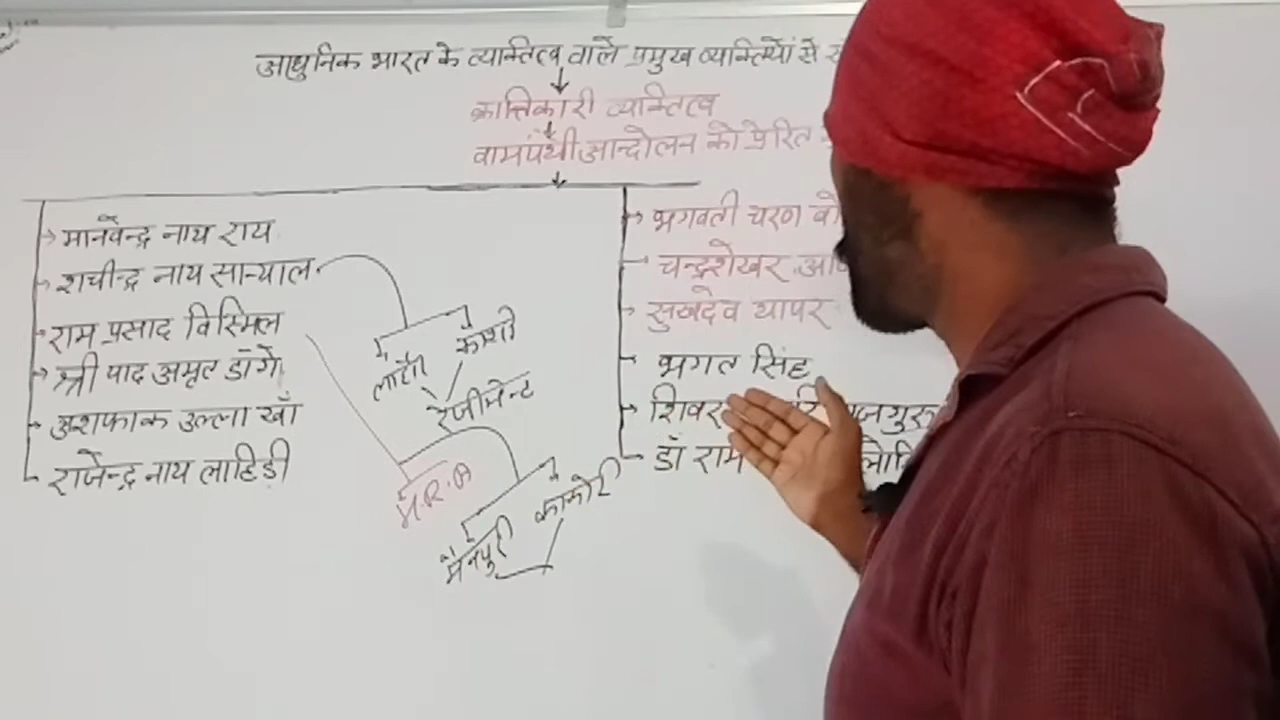 आधुनिक भारत के व्यक्तित्व वाले प्रमुख व्यक्तियों से
क्रान्तिकारी व्यक्तित्व
वामपंथी आन्दोलन को प्रेरित
मानवेन्द्र नाथ राय
शचीन्द्र नाथ सान्याल
राम प्रसाद विस्मिल
श्री पाद अमृत डांगे
अशफाक उल्ला खाँ
राजेन्द्र नाथ लाहिडी
लाहौर
रेजीमेन्ट
H.R.A
मैनपुरी
काकोरी
भगवती चरण वो
चन्द्रशेखर आ
सुखदेव थापर
भगत सिंह
शिवर जगुरु
डॉ राम लोहि